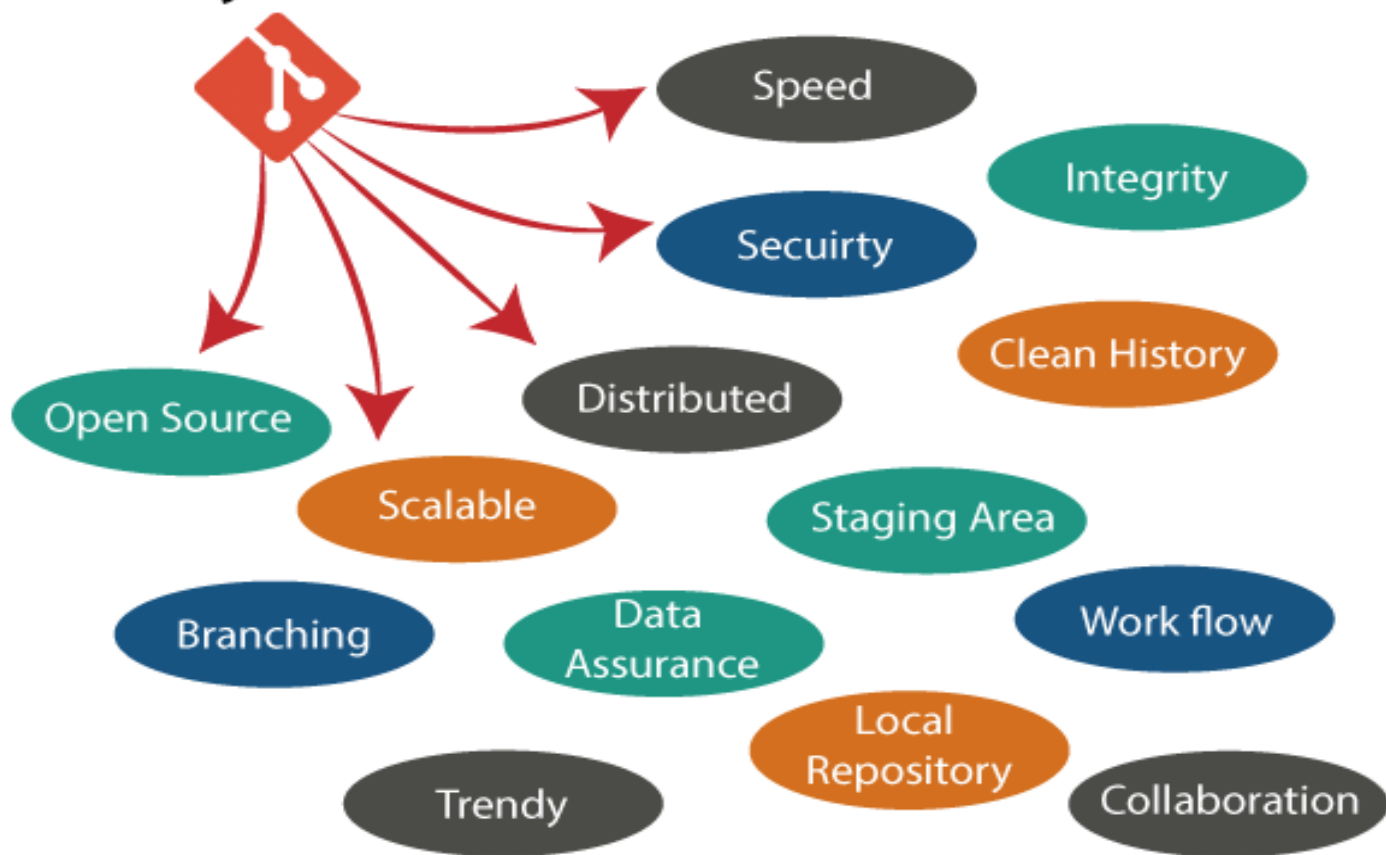 Speed
Integrity
Secuirty
Clean History
Distributed
Open Source
Scalable
Staging Area
Branching
Data
Assurance
Work flow
Local
Repository
Trendy
Collaboration